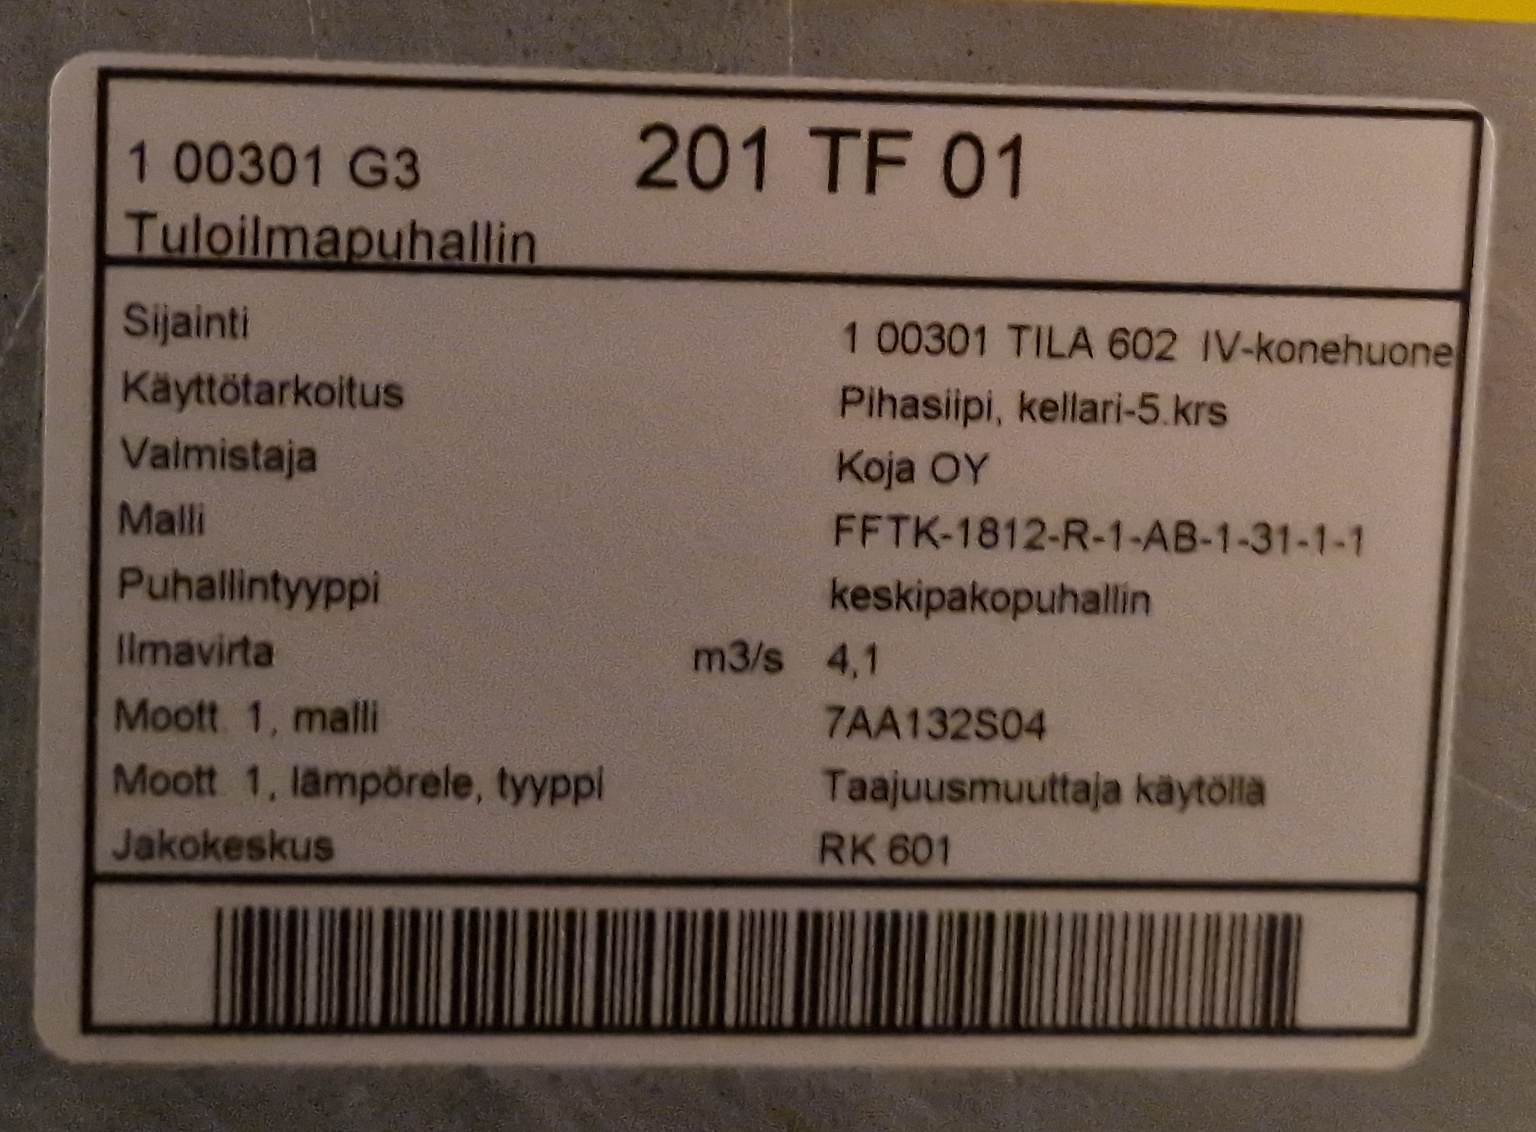 1 00301 G3 201 TF 01
Tuloilmapuhallin
Sijainti 1 00301 TILA 602 IV-konehuone
Käyttötarkoitus Pihasiipi, kellari-5.krs
Valmistaja Koja OY
Malli FFTK-1812-R-1-AB-1-31-1-1
Puhallintyyppi keskipakopuhallin
Ilmavirta m3/s 4,1
Moott. 1, malli 7AA132S04
Moott. 1, lämpörele, tyyppi Taajuusmuuttaja käytöllä
Jakokeskus RK 601